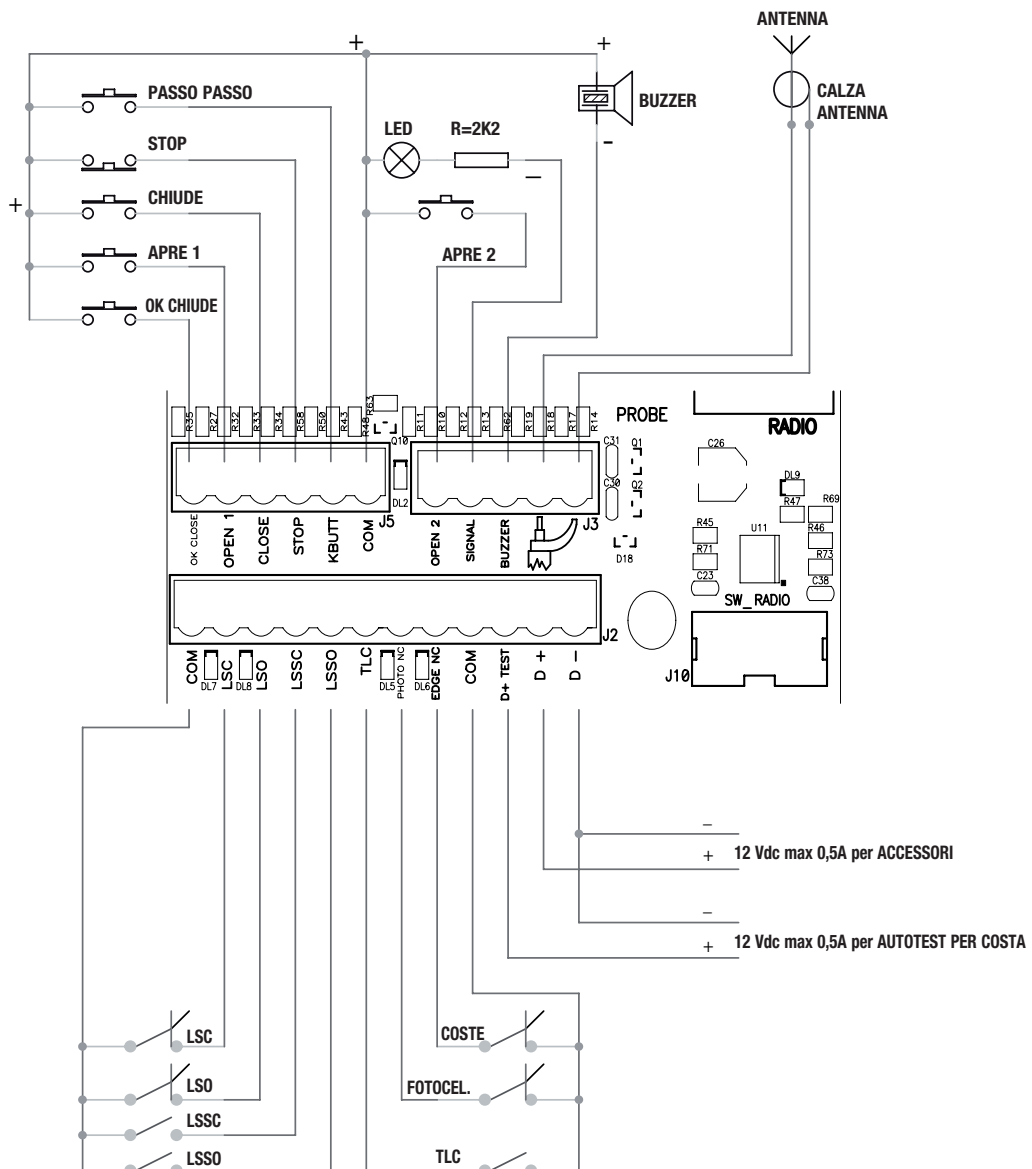 ANTENNA
+
+
PASSO PASSO
BUZZER
CALZA
ANTENNA
LED
R=2K2
-
STOP
–
CHIUDE
+
APRE 1
APRE 2
OK CHIUDE
R35
R27
R32
R33
R34
R58
R50
R43
R48
R63
Q10
R11
R10
R12
R13
R62
R19
R18
R17
R14
PROBE
RADIO
C31
Q1
C26
C30
Q2
DL9
DL2
J5
J3
R47
R69
R45
U11
R46
D18
R71
R73
C23
C38
OK CLOSE
OPEN 1
CLOSE
STOP
KBUTT
COM
OPEN 2
SIGNAL
BUZZER
SW_RADIO
J2
J10
COM
DL7
LSC
DL8
LSO
LSSC
LSSO
TLC
DL5
PHOTO NC
DL6
EDGE NC
COM
D+ TEST
D +
D -
–
+ 12 Vdc max 0,5A per ACCESSORI
–
+ 12 Vdc max 0,5A per AUTOTEST PER COSTA
LSC
COSTE
LSO
FOTOCEL.
LSSC
LSSO
TLC